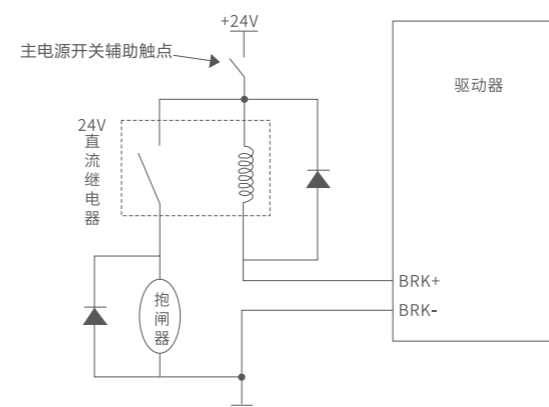 +24V
主电源开关辅助触点
驱动器
24V
直流继电器
BRK+
BRK-
抱闸器